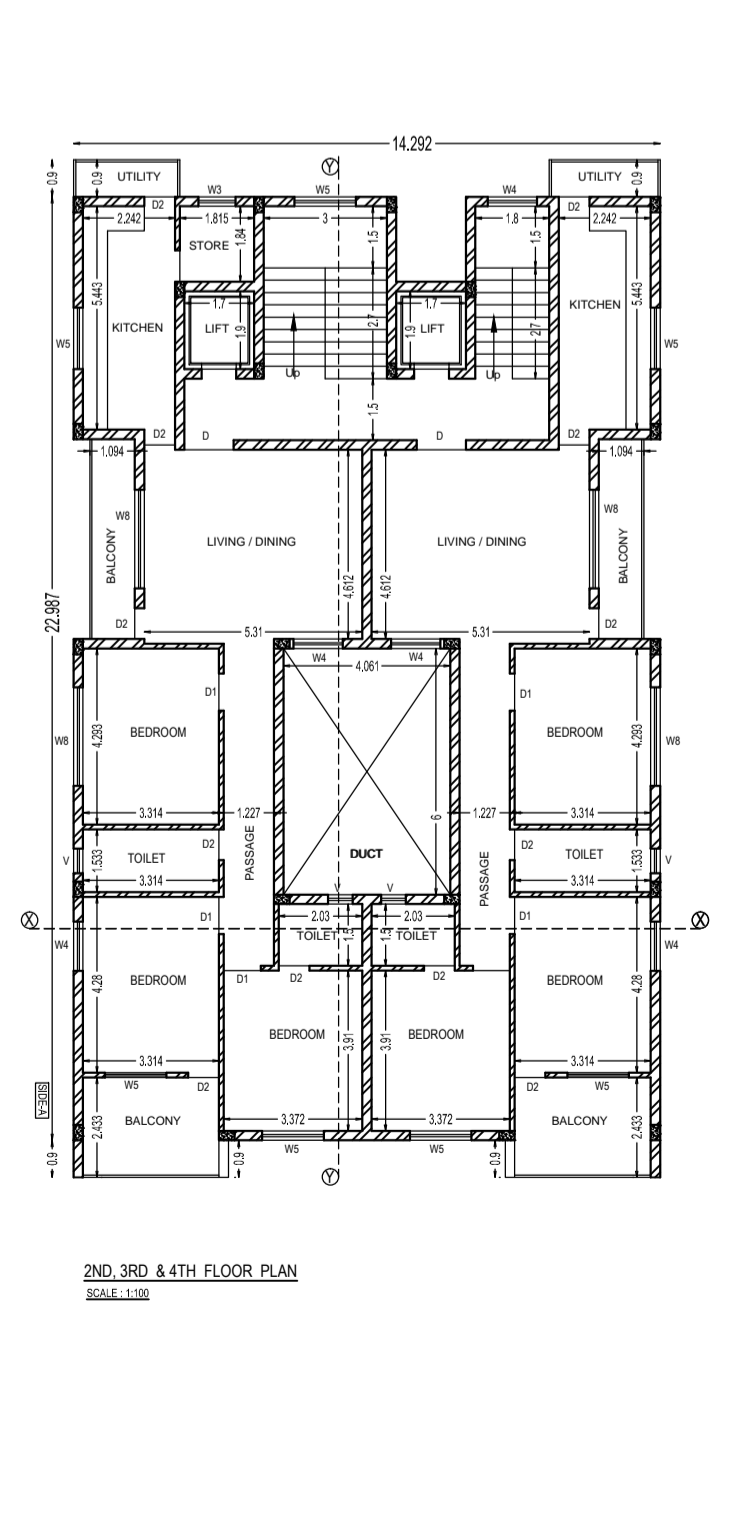 14.292
Y
0.9
0.9
UTILITY
UTILITY
0.9
0.9
W3
W5
W4
D2
D2
2.242
1.815
3
1.8
2.242
STORE
1.84
1.5
1.5
5.443
KITCHEN
KITCHEN
5.443
1.7
1.7
LIFT
1.9
2.7
1.9
LIFT
2.7
W5
W5
Up
Up
1.5
D2
D
D
D2
1.094
1.094
W8
W8
BALCONY
LIVING / DINING
LIVING / DINING
BALCONY
4.612
4.612
22.987
D2
5.31
5.31
D2
W4
W4
4.061
D1
D1
W8
4.293
BEDROOM
BEDROOM
4.293
W8
3.314
1.227
6
1.227
3.314
V
1.533
TOILET
D2
PASSAGE
DUCT
PASSAGE
D2
TOILET
1.533
V
3.314
3.314
V
V
X
D1
2.03
2.03
D1
X
W4
TOILET
1.5
1.5
TOILET
W4
4.28
BEDROOM
D1
D2
D2
BEDROOM
4.28
BEDROOM
3.91
3.91
BEDROOM
3.314
3.314
W5
D2
D2
W5
SIDE-A
2.433
BALCONY
3.372
3.372
BALCONY
2.433
W5
W5
0.9
0.9
0.9
Y
2ND, 3RD & 4TH FLOOR PLAN
SCALE : 1:100